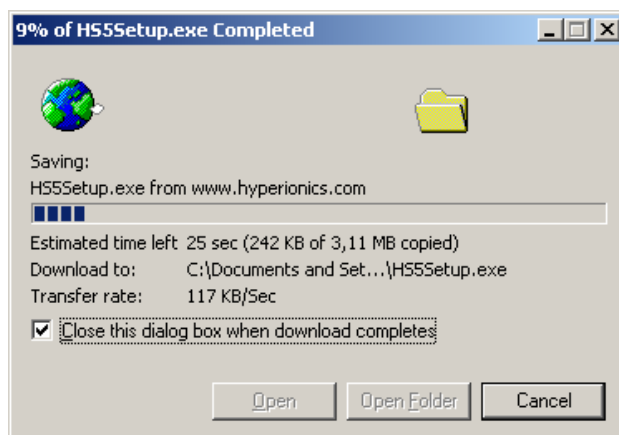 9% of HS5Setup.exe Completed
Saving:
HS5Setup.exe from www.hyperionics.com
Estimated time left 25 sec (242 KB of 3,11 MB copied)
Download to: C:\Documents and Set...\HS5Setup.exe
Transfer rate: 117 KB/Sec
Close this dialog box when download completes
Open Open Folder Cancel